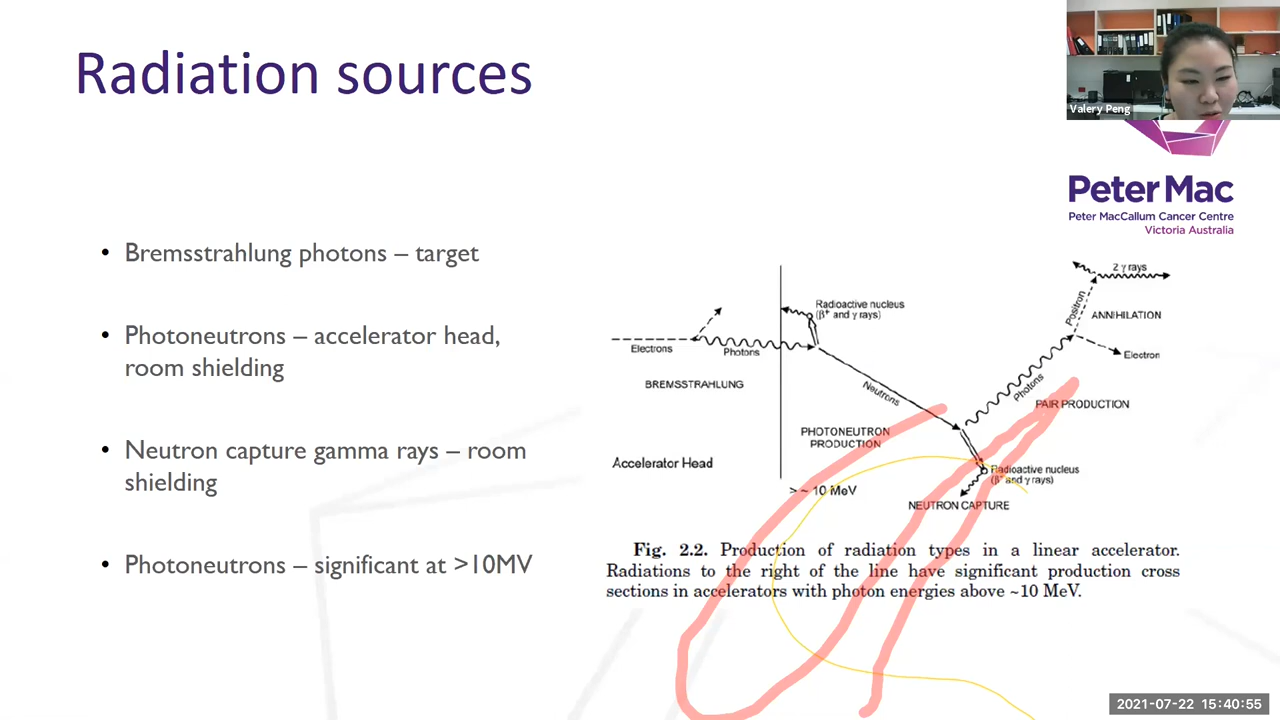 Radiation sources
Valery Peng
Peter Mac
Peter MacCallum Cancer Centre
Victoria Australia
• Bremsstrahlung photons – target
• Photoneutrons – accelerator head,
room shielding
• Neutron capture gamma rays – room
shielding
• Photoneutrons – significant at >10MV
2 γ rays
Positron
ANNIHILATION
Electron
Radioactive nucleus
(β⁺ and γ rays)
Electrons
Photons
BREMSSTRAHLUNG
Neutrons
Photons
PAIR PRODUCTION
PHOTONEUTRON
PRODUCTION
Accelerator Head
> ~ 10 MeV
Radioactive nucleus
(β⁻ and γ rays)
NEUTRON CAPTURE
Fig. 2.2. Production of radiation types in a linear accelerator.
Radiations to the right of the line have significant production cross
sections in accelerators with photon energies above ~10 MeV.
2021-07-22 15:40:55